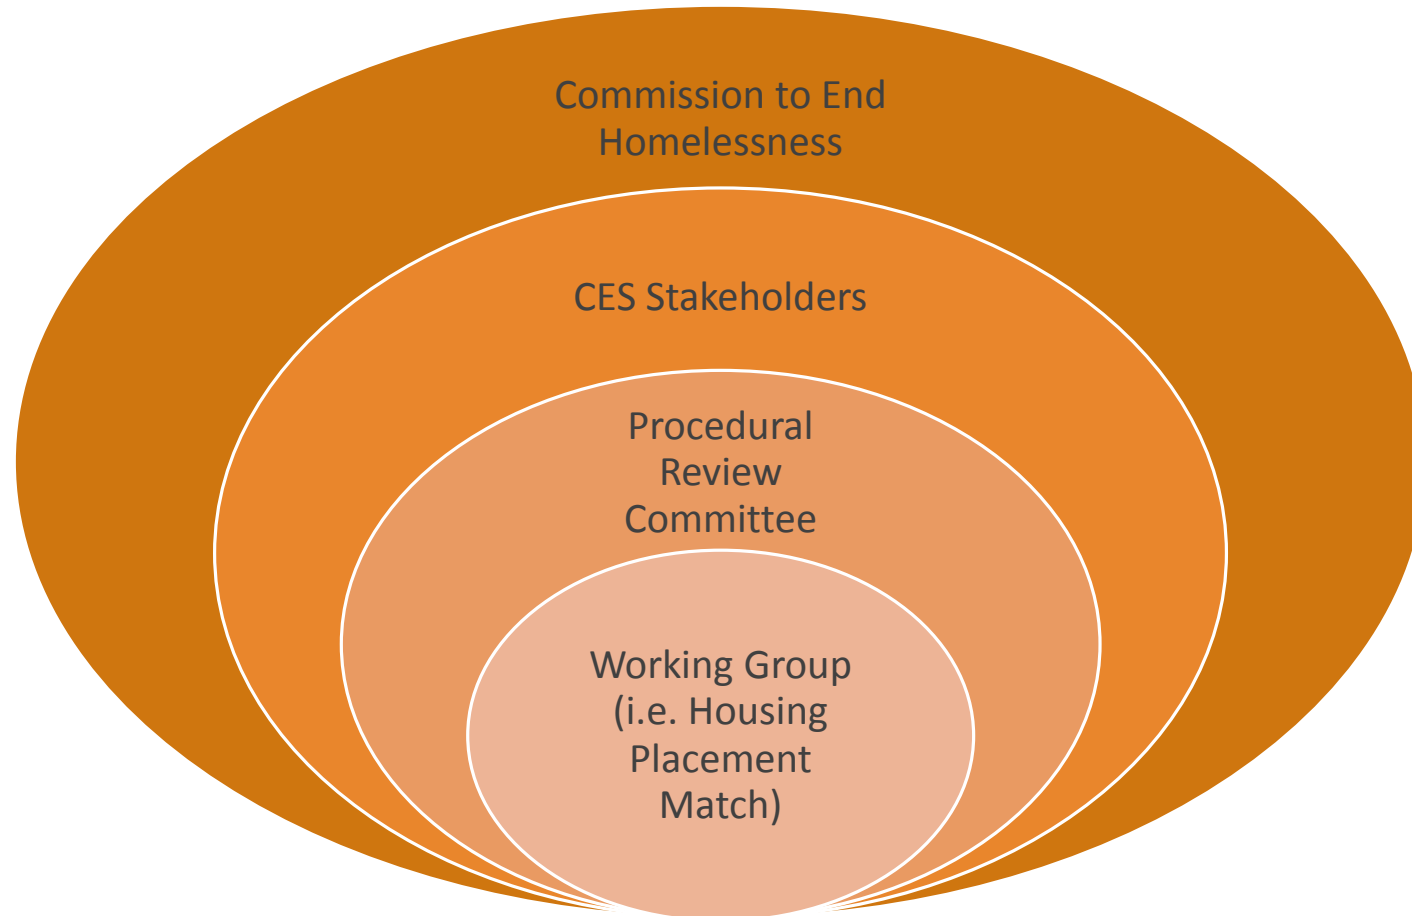 Commission to End
Homelessness
CES Stakeholders
Procedural
Review
Committee
Working Group
(i.e. Housing
Placement
Match)